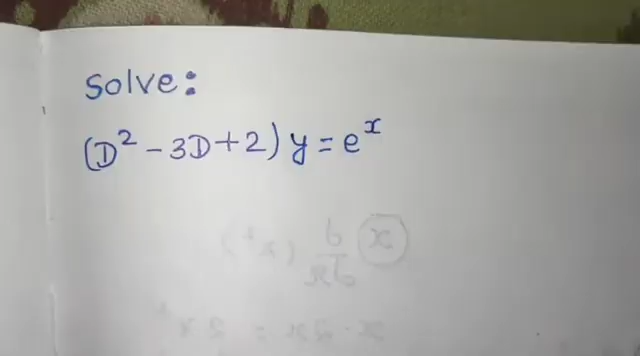 Solve:
(D² - 3D + 2) y = eˣ